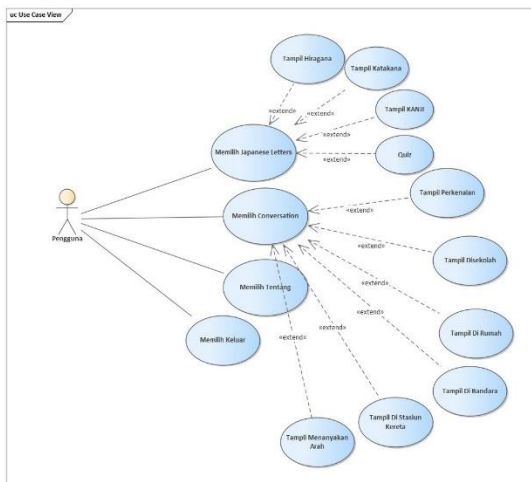 uc Use Case View
Tampil Hiragana
Tampil Katakana
«extend»
«extend»
Tampil KANJI
«extend»
Memilih Japanese Letters
Quiz
«extend»
Tampil Perkenalan
«extend»
Pengguna
Memilih Conversation
Tampil Disekolah
«extend»
«extend»
Memilih Tentang
«extend»
Tampil Di Rumah
Memilih Keluar
«extend»
«extend»
Tampil Di Bandara
Tampil Di Stasiun
Kereta
Tampil Menanyakan
Arah